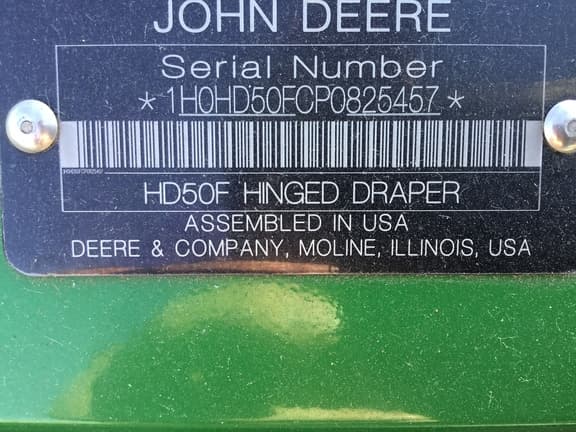 JOHN DEERE
Serial Number
*1H0HD50FCP0825457*
HD50F HINGED DRAPER
ASSEMBLED IN USA
DEERE & COMPANY, MOLINE, ILLINOIS, USA